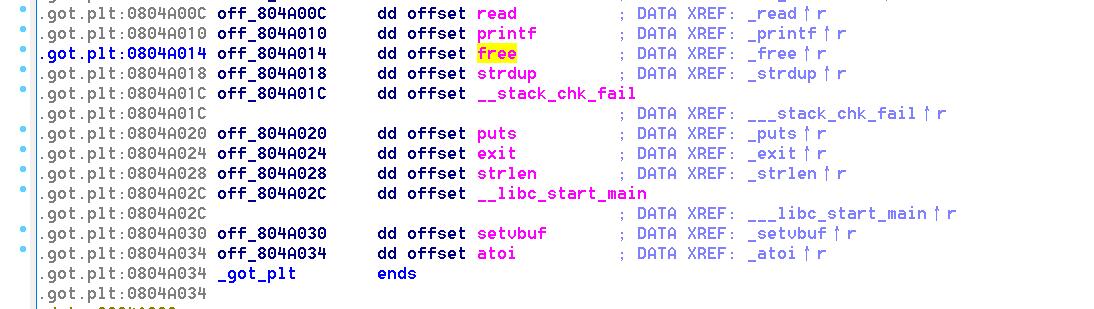 .got.plt:0804A00C off_804A00C dd offset read ; DATA XREF: _read↑r
.got.plt:0804A010 off_804A010 dd offset printf ; DATA XREF: _printf↑r
.got.plt:0804A014 off_804A014 dd offset free ; DATA XREF: _free↑r
.got.plt:0804A018 off_804A018 dd offset strdup ; DATA XREF: _strdup↑r
.got.plt:0804A01C off_804A01C dd offset __stack_chk_fail
.got.plt:0804A01C ; DATA XREF: ___stack_chk_fail↑r
.got.plt:0804A020 off_804A020 dd offset puts ; DATA XREF: _puts↑r
.got.plt:0804A024 off_804A024 dd offset exit ; DATA XREF: _exit↑r
.got.plt:0804A028 off_804A028 dd offset strlen ; DATA XREF: _strlen↑r
.got.plt:0804A02C off_804A02C dd offset __libc_start_main
.got.plt:0804A02C ; DATA XREF: ___libc_start_main↑r
.got.plt:0804A030 off_804A030 dd offset setvbuf ; DATA XREF: _setvbuf↑r
.got.plt:0804A034 off_804A034 dd offset atoi ; DATA XREF: _atoi↑r
.got.plt:0804A034 _got_plt ends
.got.plt:0804A034